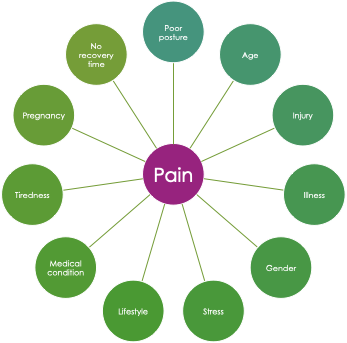 Poor
posture
Age
Injury
Illness
Gender
Stress
Lifestyle
Medical
condition
Tiredness
Pregnancy
No
recovery
time
Pain